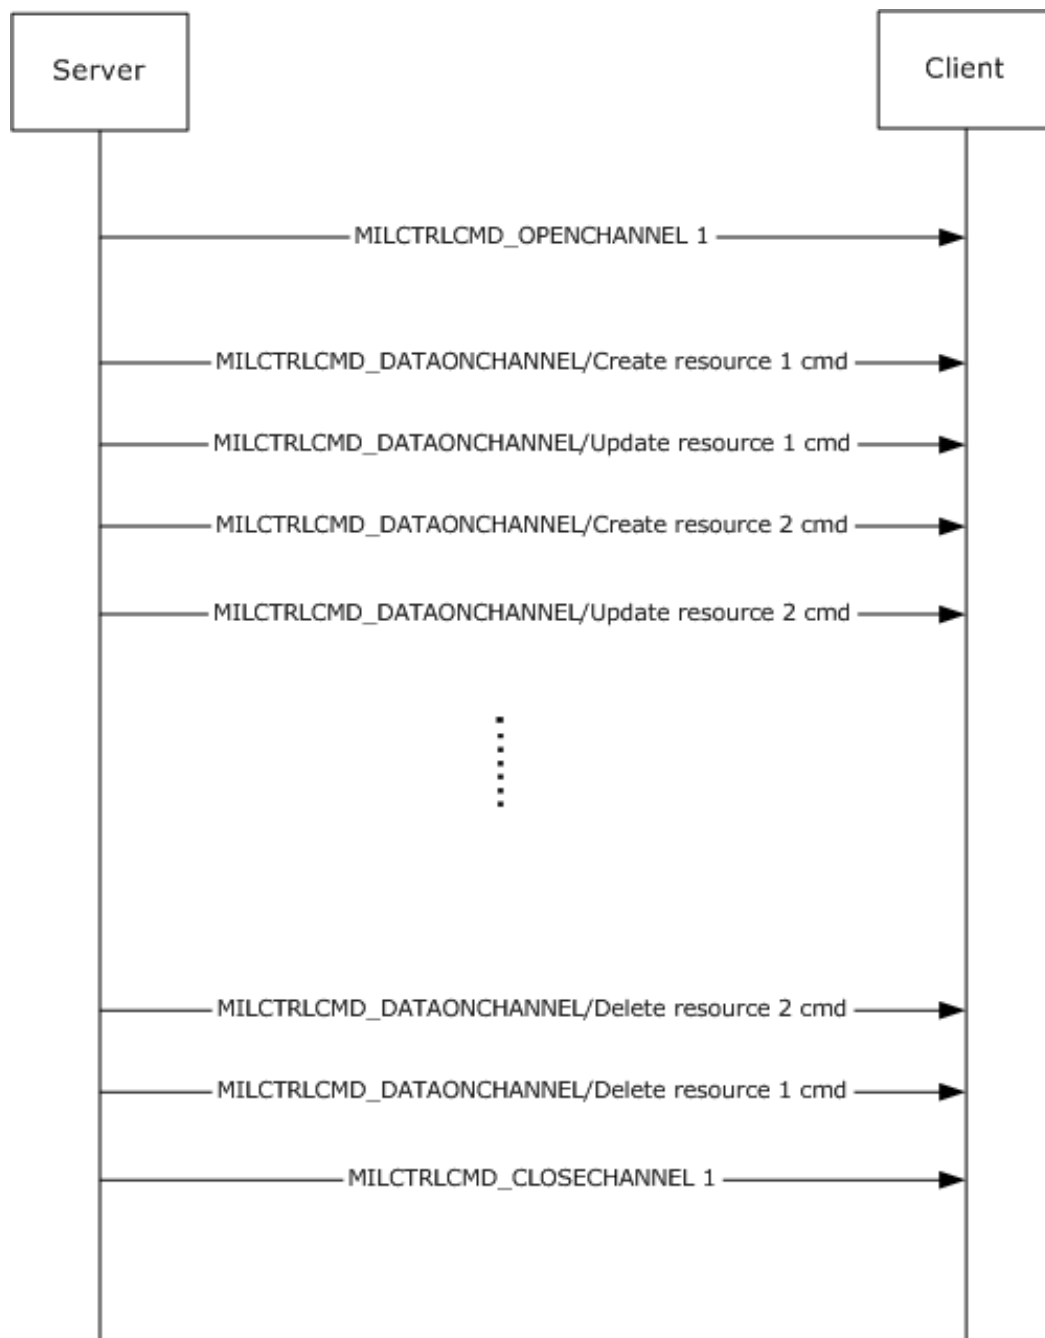 Server
Client
MILCTRLCMD_OPENCHANNEL 1
MILCTRLCMD_DATAONCHANNEL/Create resource 1 cmd
MILCTRLCMD_DATAONCHANNEL/Update resource 1 cmd
MILCTRLCMD_DATAONCHANNEL/Create resource 2 cmd
MILCTRLCMD_DATAONCHANNEL/Update resource 2 cmd
MILCTRLCMD_DATAONCHANNEL/Delete resource 2 cmd
MILCTRLCMD_DATAONCHANNEL/Delete resource 1 cmd
MILCTRLCMD_CLOSECHANNEL 1